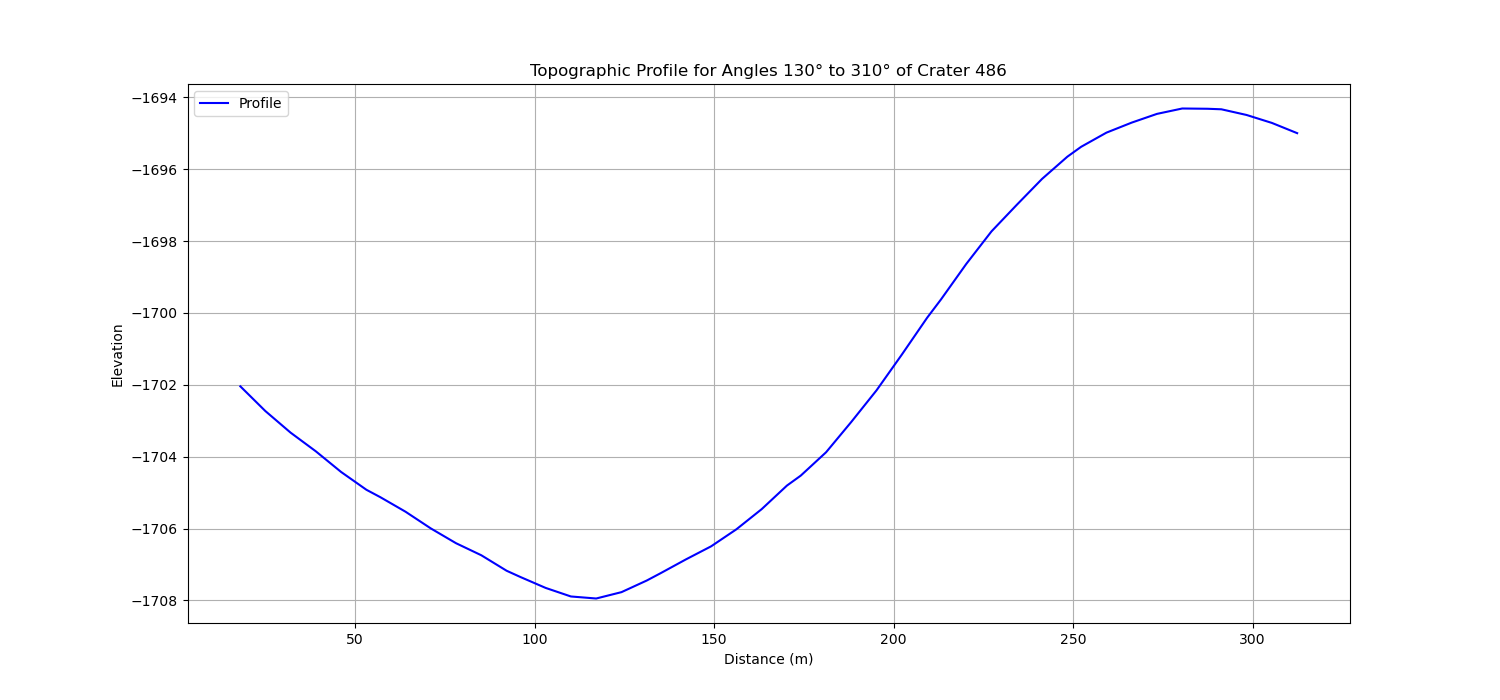 Topographic Profile for Angles 130° to 310° of Crater 486
Profile
−1694
−1696
−1698
−1700
−1702
−1704
−1706
−1708
Elevation
50 100 150 200 250 300
Distance (m)